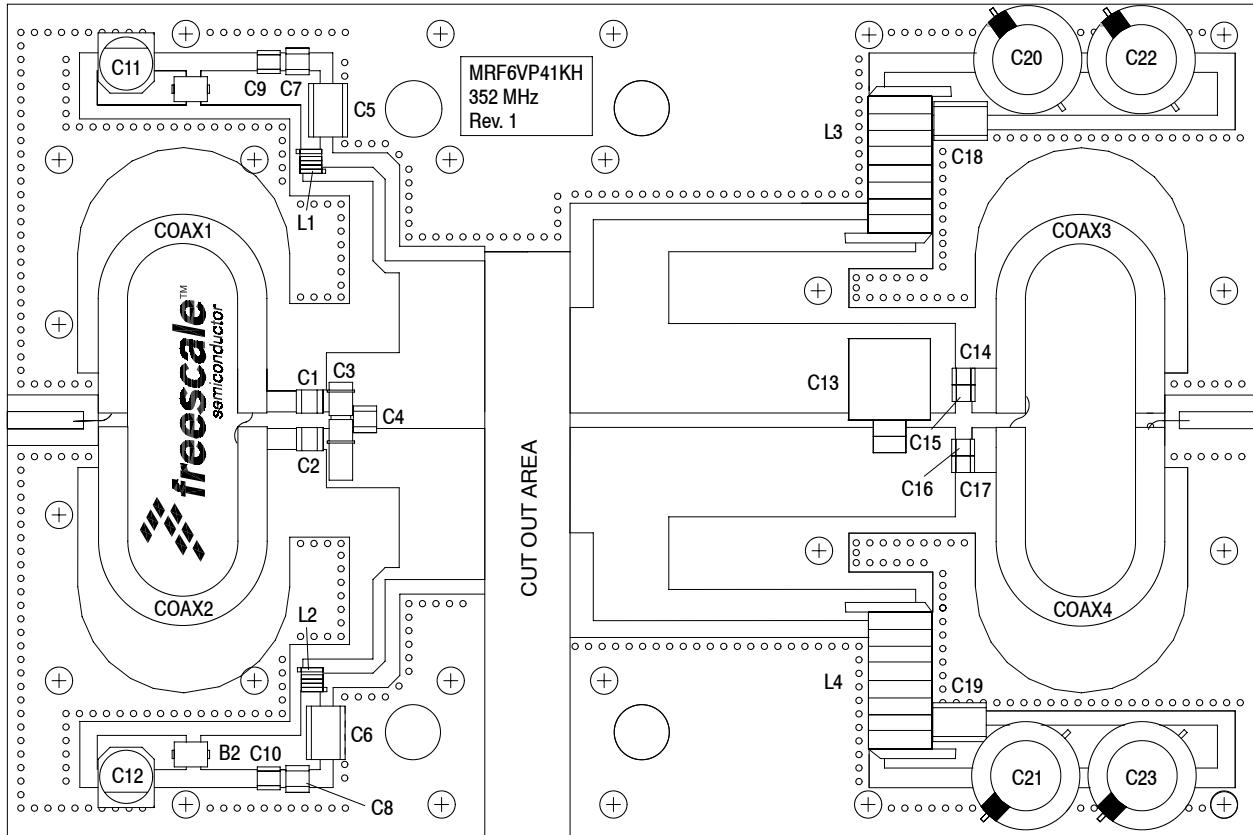 C11
C9 C7
C5
MRF6VP41KH
352 MHz
Rev. 1
C20
C22
L3
C18
L1
COAX1
COAX3
freescale™
semiconductor
C1
C3
C4
C2
C13
C14
C15
C16
C17
CUT OUT AREA
COAX2
COAX4
L2
L4
C19
C6
B2
C10
C12
C8
C21
C23